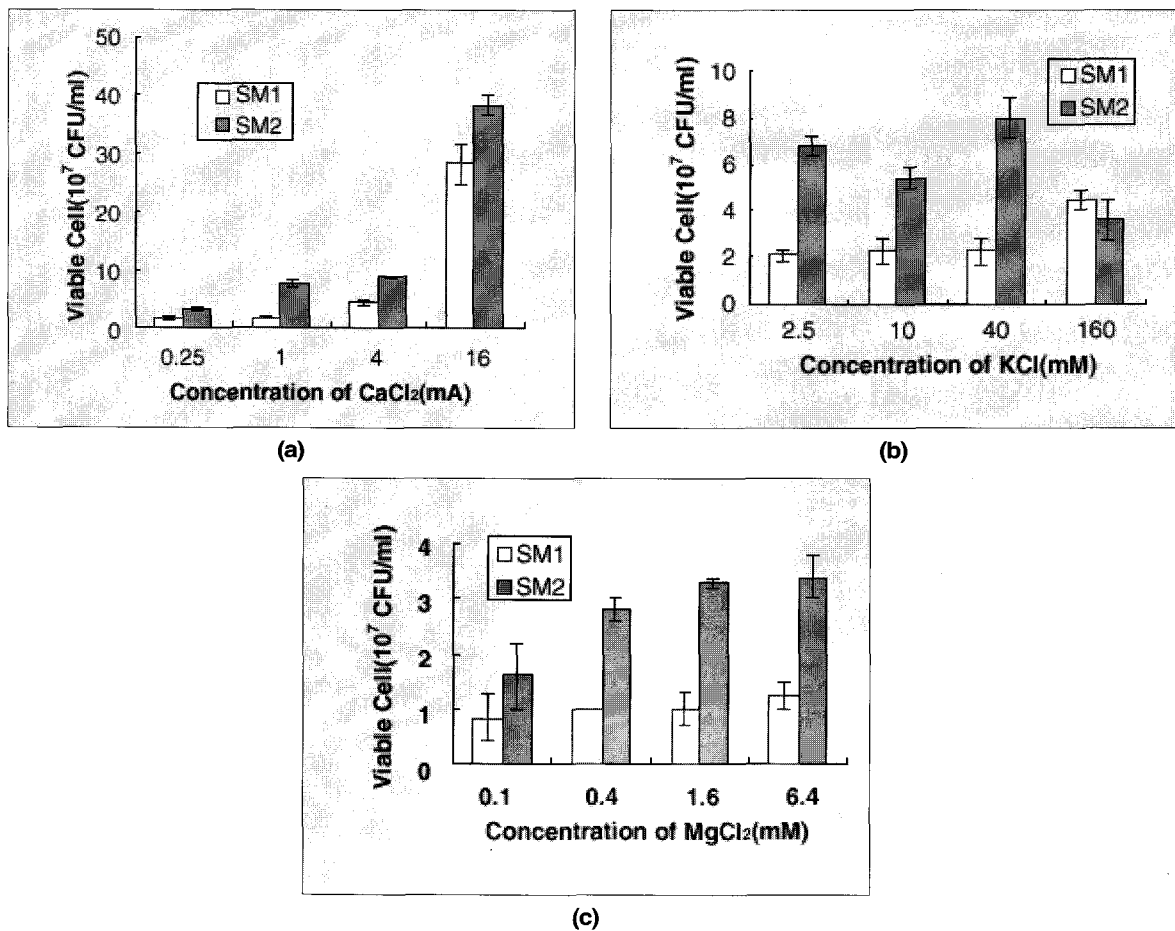 50
40
30
20
10
0
Viable Cell(10⁷ CFU/ml)
SM1
SM2
0.25 1 4 16
Concentration of CaCl₂(mA)
(a)
10
8
6
4
2
0
Viable Cell(10⁷ CFU/ml)
SM1
SM2
2.5 10 40 160
Concentration of KCl(mM)
(b)
4
3
2
1
0
Viable Cell(10⁷ CFU/ml)
SM1
SM2
0.1 0.4 1.6 6.4
Concentration of MgCl₂(mM)
(c)